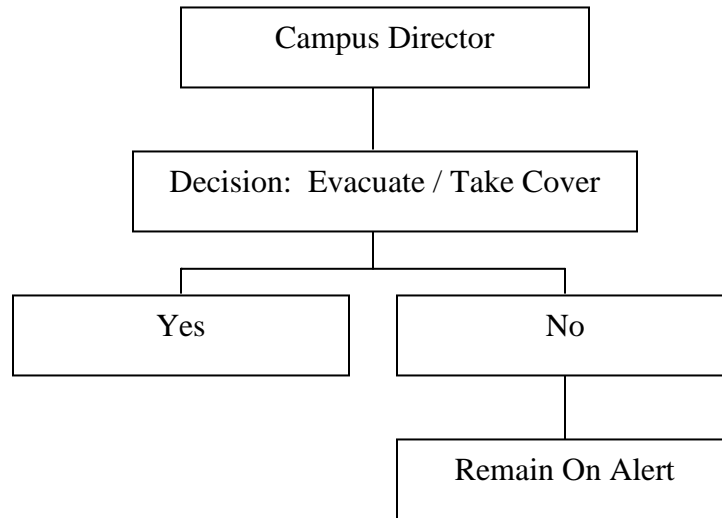 Campus Director
Decision:  Evacuate / Take Cover
Yes
No
Remain On Alert